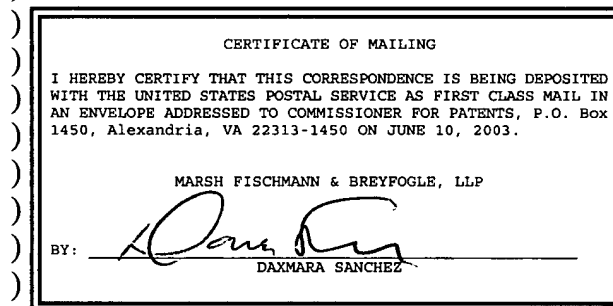 CERTIFICATE OF MAILING
I HEREBY CERTIFY THAT THIS CORRESPONDENCE IS BEING DEPOSITED
WITH THE UNITED STATES POSTAL SERVICE AS FIRST CLASS MAIL IN
AN ENVELOPE ADDRESSED TO COMMISSIONER FOR PATENTS, P.O. Box
1450, Alexandria, VA 22313-1450 ON JUNE 10, 2003.
MARSH FISCHMANN & BREYFOGLE, LLP
BY:
DAXMARA SANCHEZ